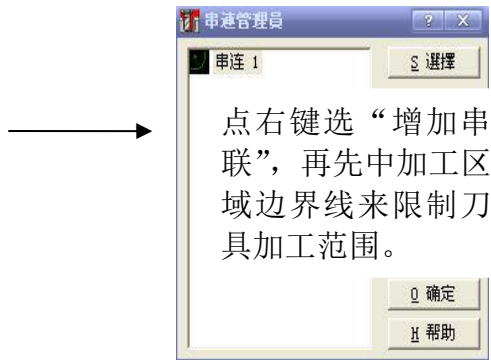 串連管理员
串连 1
S 選擇
点右键选“增加串
联”，再先中加工区
域边界线来限制刀
具加工范围。
O 确定
H 帮助